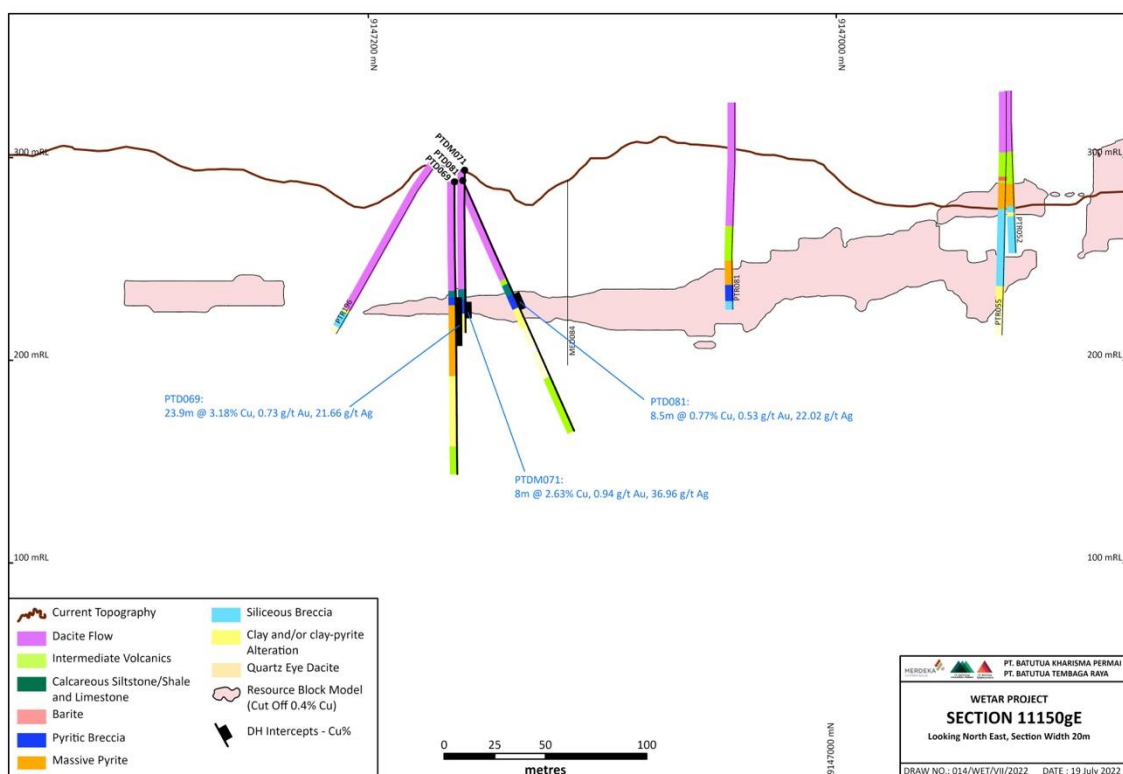 9147200 mN
9147000 mN
300 mRL
300 mRL
PTDM071
PTD081
PTD069
PTR196
MED084
PTR081
PTR055
PTR052
200 mRL
200 mRL
PTD069:
23.9m @ 3.18% Cu, 0.73 g/t Au, 21.66 g/t Ag
PTD081:
8.5m @ 0.77% Cu, 0.53 g/t Au, 22.02 g/t Ag
PTDM071:
8m @ 2.63% Cu, 0.94 g/t Au, 36.96 g/t Ag
100 mRL
100 mRL
Current Topography
Dacite Flow
Intermediate Volcanics
Calcareous Siltstone/Shale
and Limestone
Barite
Pyritic Breccia
Massive Pyrite
Siliceous Breccia
Clay and/or clay-pyrite
Alteration
Quartz Eye Dacite
Resource Block Model
(Cut Off 0.4% Cu)
DH Intercepts - Cu%
0 50 100
metres
9147000 mN
MERDEKA
PT. BATUTUA KHARISMA PERMAI
PT. BATUTUA TEMBAGA RAYA
WETAR PROJECT
SECTION 11150gE
Looking North East, Section Width 20m
DRAW NO.: 014/WET/VII/2022 DATE : 19 July 2022